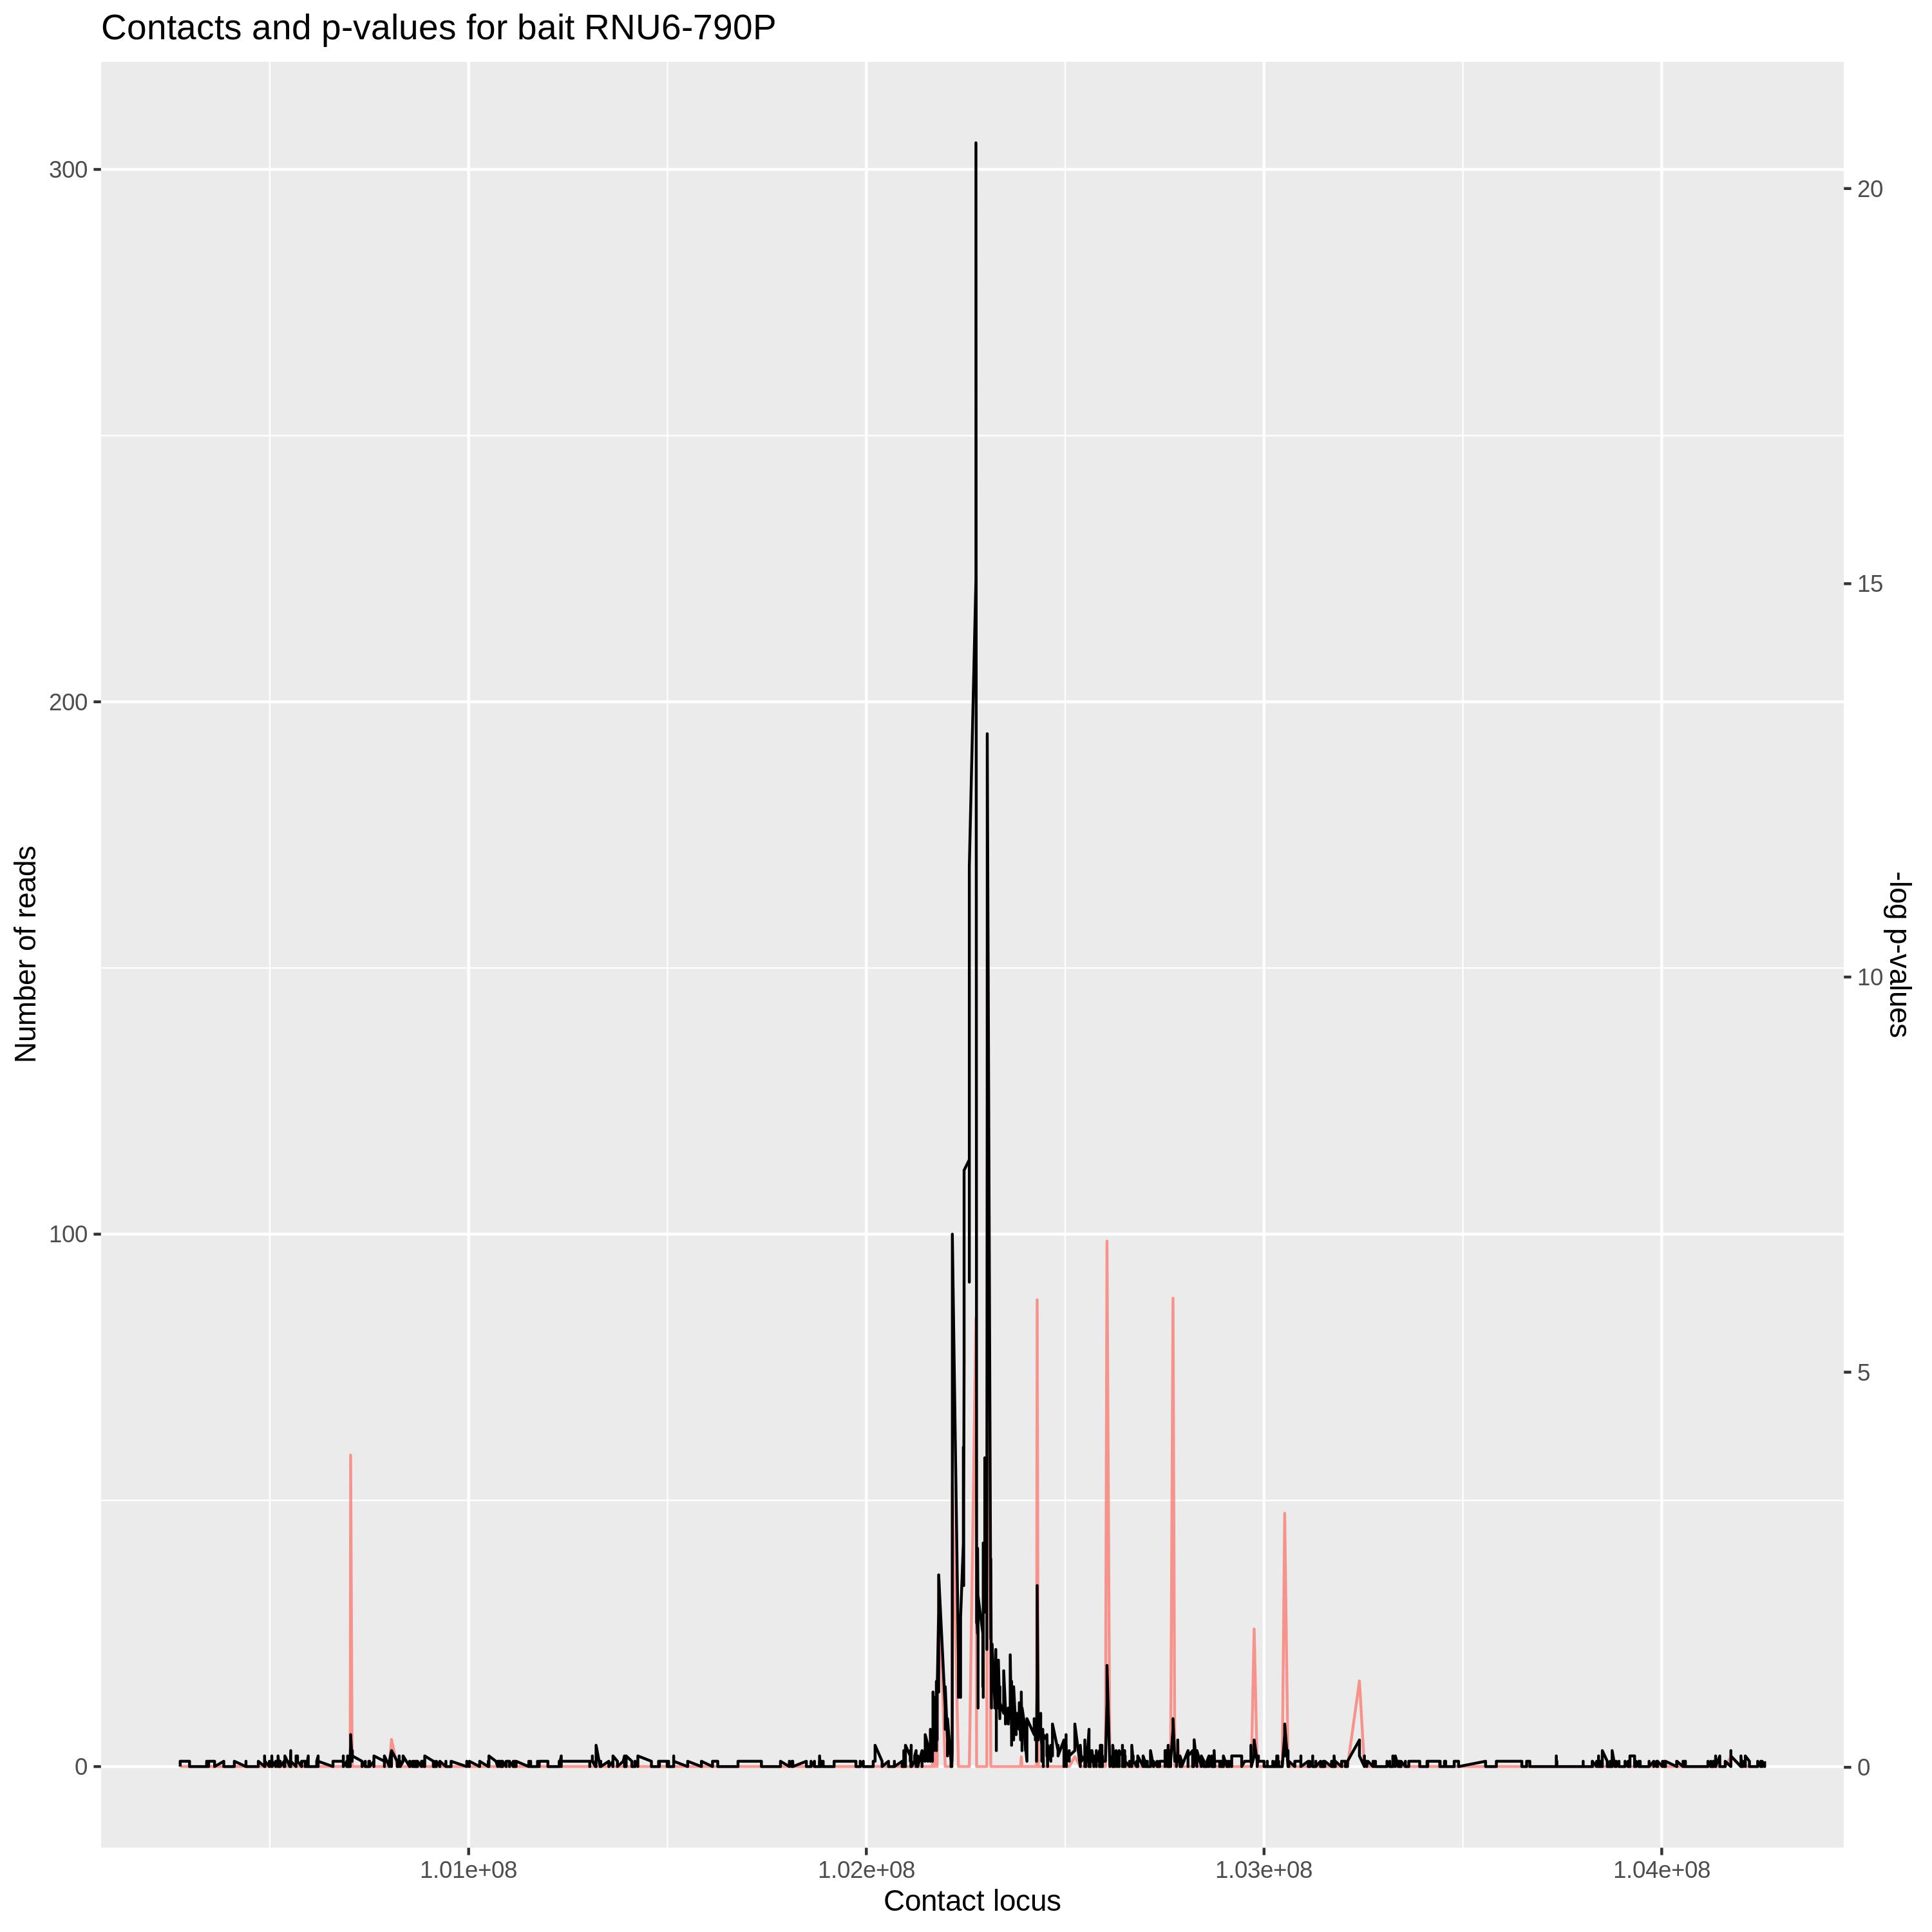 Contacts and p-values for bait RNU6-790P
300
200
100
0
Number of reads
20
15
10
5
0
-log p-values
1.01e+08
1.02e+08
1.03e+08
1.04e+08
Contact locus